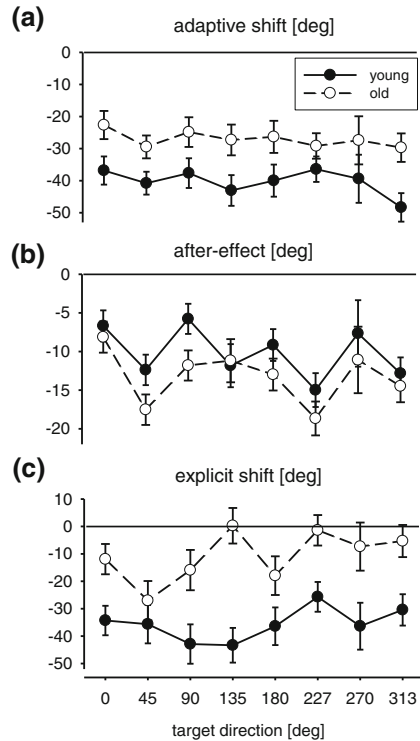 (a)
adaptive shift [deg]
0
-10
-20
-30
-40
-50
young
old
(b)
after-effect [deg]
0
-5
-10
-15
-20
(c)
explicit shift [deg]
10
0
-10
-20
-30
-40
-50
0 45 90 135 180 227 270 313
target direction [deg]